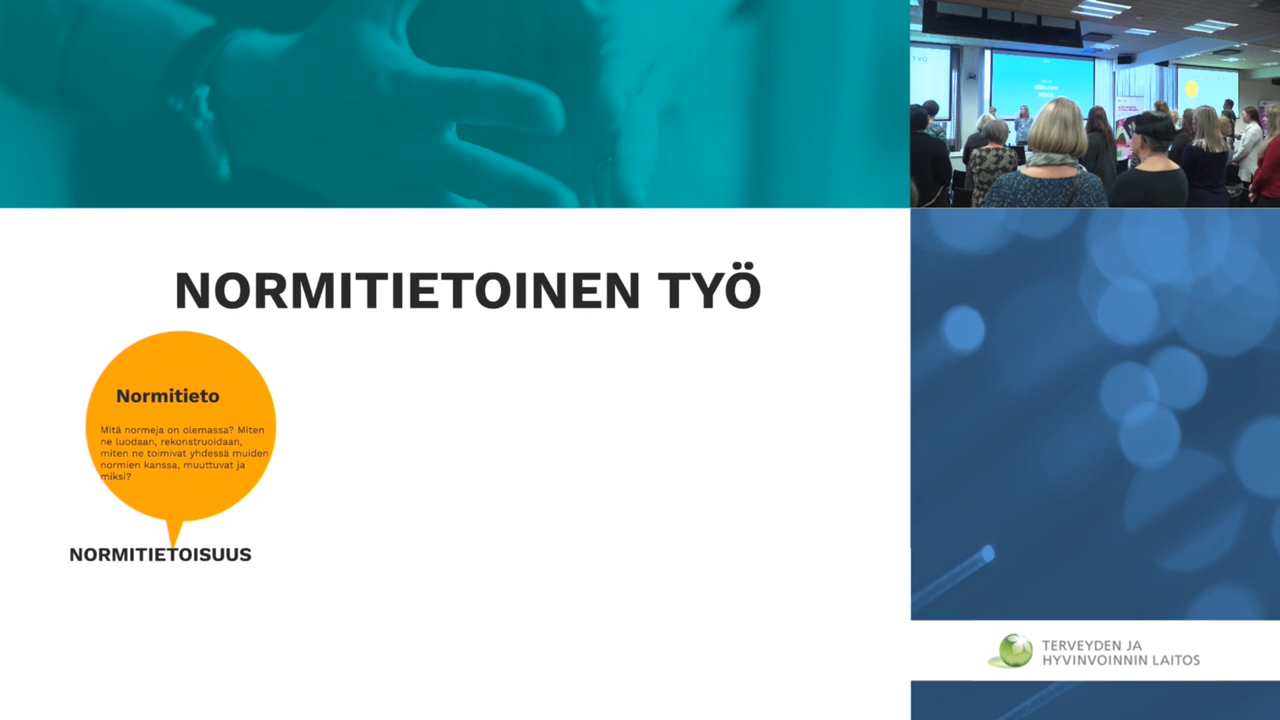 NORMITIETOINEN TYÖ
Normitieto
Mitä normeja on olemassa? Miten
ne luodaan, rekonstruoidaan,
miten ne toimivat yhdessä muiden
normien kanssa, muuttuvat ja
miksi?
NORMITIETOISUUS
TERVEYDEN JA
HYVINVOINNIN LAITOS